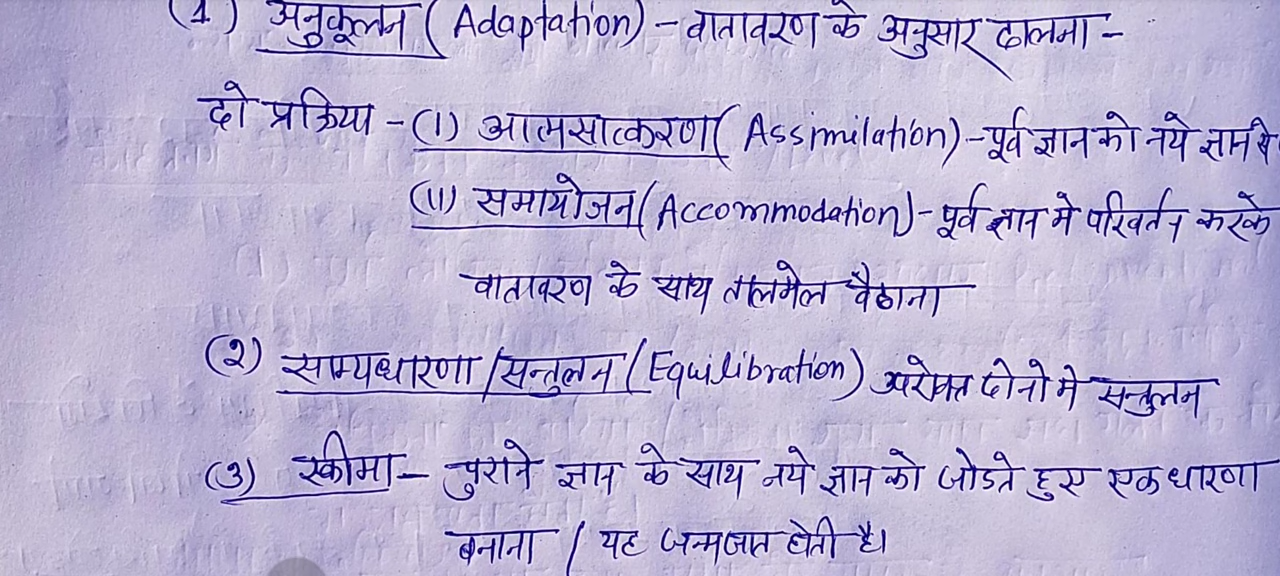 (1) अनुकूलन (Adaptation) - वातावरण के अनुसार ढालना -
दो प्रक्रिया - (I) आत्मसात्करण (Assimilation) - पूर्व ज्ञान को नये ज्ञान से
(II) समायोजन (Accommodation) - पूर्व ज्ञान मे परिवर्तन करके
वातावरण के साथ तालमेल बैठाना
(२) साम्यधारणा / सन्तुलन (Equilibration) उपरोक्त दोनो मे सन्तुलन
(3) स्कीमा - पुराने ज्ञान के साथ नये ज्ञान को जोडते हुए एक धारणा
बनाना / यह जन्मजात होती है।